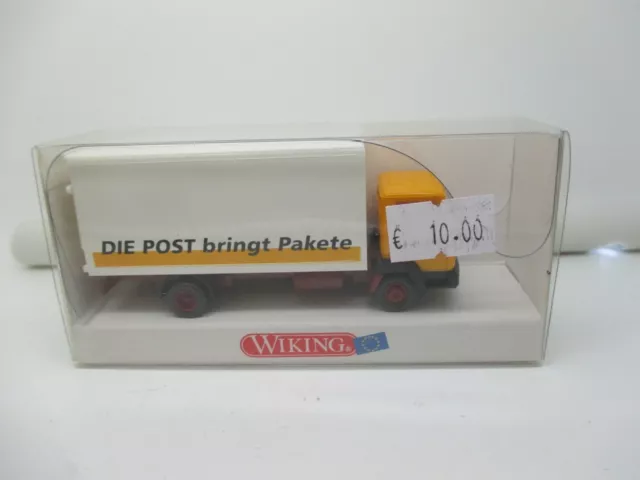 DIE POST bringt Pakete
€ 10.00
WIKING®